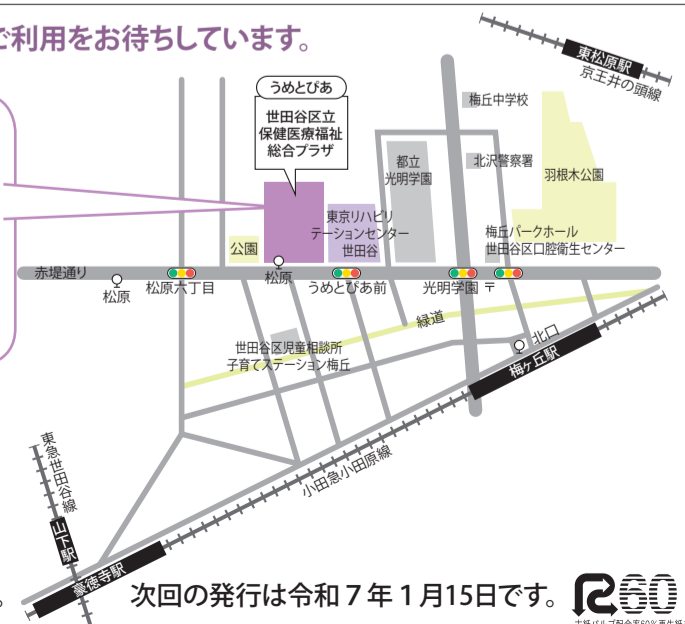 ご利用をお待ちしています。
東松原駅
京王井の頭線
うめとぴあ
世田谷区立
保健医療福祉
総合プラザ
梅丘中学校
都立
光明学園
北沢警察署
羽根木公園
東京リハビリ
テーションセンター
世田谷
公園
梅丘パークホール
世田谷区口腔衛生センター
赤堤通り
松原
松原六丁目
松原
うめとぴあ前
光明学園
〒
緑道
世田谷区児童相談所
子育てステーション梅丘
北口
梅ヶ丘駅
小田急小田原線
東急世田谷線
山下駅
豪徳寺駅
。
次回の発行は令和7年1月15日です。
R60